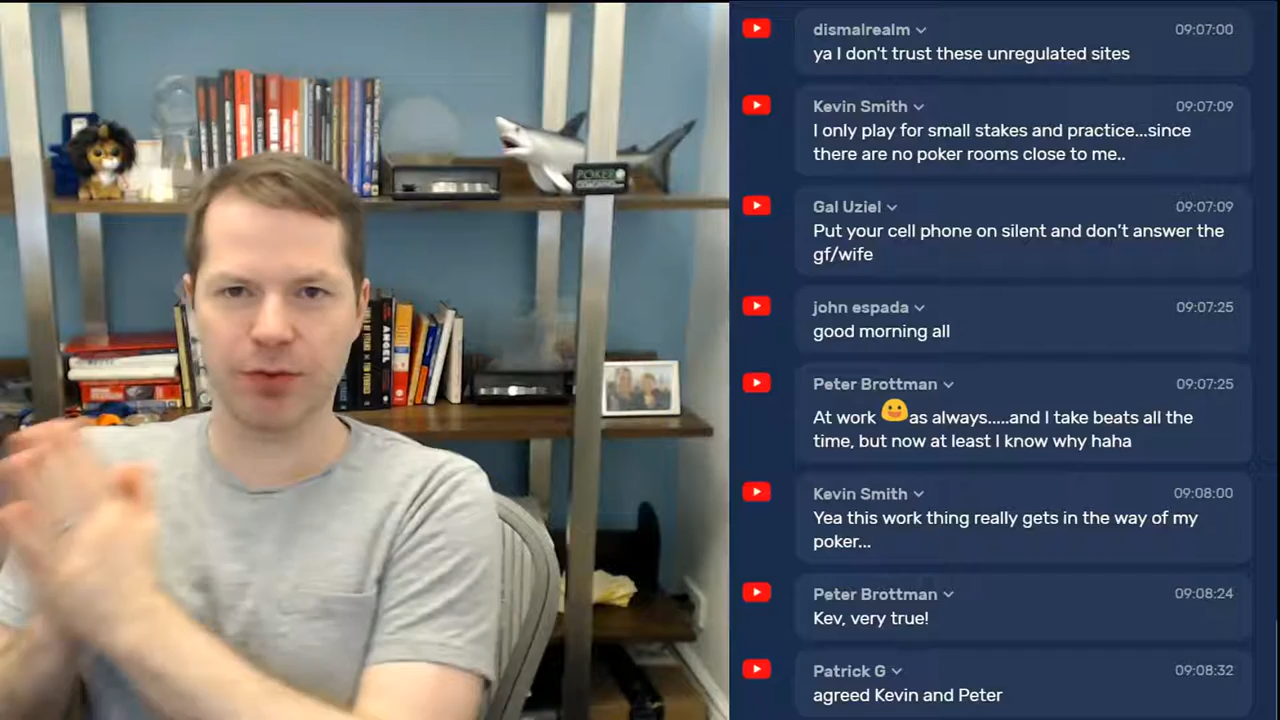 POKER
COACHING
ANGEL
dismalrealm 09:07:00
ya I don't trust these unregulated sites
Kevin Smith 09:07:09
I only play for small stakes and practice...since
there are no poker rooms close to me..
Gal Uziel 09:07:09
Put your cell phone on silent and don't answer the
gf/wife
john espada 09:07:25
good morning all
Peter Brottman 09:07:25
At work 😀as always.....and I take beats all the
time, but now at least I know why haha
Kevin Smith 09:08:00
Yea this work thing really gets in the way of my
poker...
Peter Brottman 09:08:24
Kev, very true!
Patrick G 09:08:32
agreed Kevin and Peter